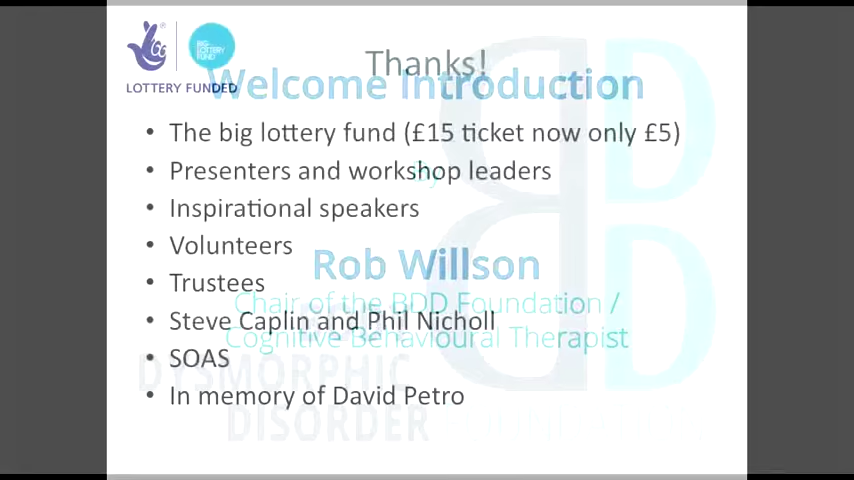 BIG
LOTTERY
FUND
LOTTERY FUNDED
Thanks!
Welcome Introduction
• The big lottery fund (£15 ticket now only £5)
• Presenters and workshop leaders
By
• Inspirational speakers
• Volunteers
Rob Willson
• Trustees
Chair of the BDD Foundation /
• Steve Caplin and Phil Nicholl
Cognitive Behavioural Therapist
• SOAS
DYSMORPHIC
• In memory of David Petro
DISORDER